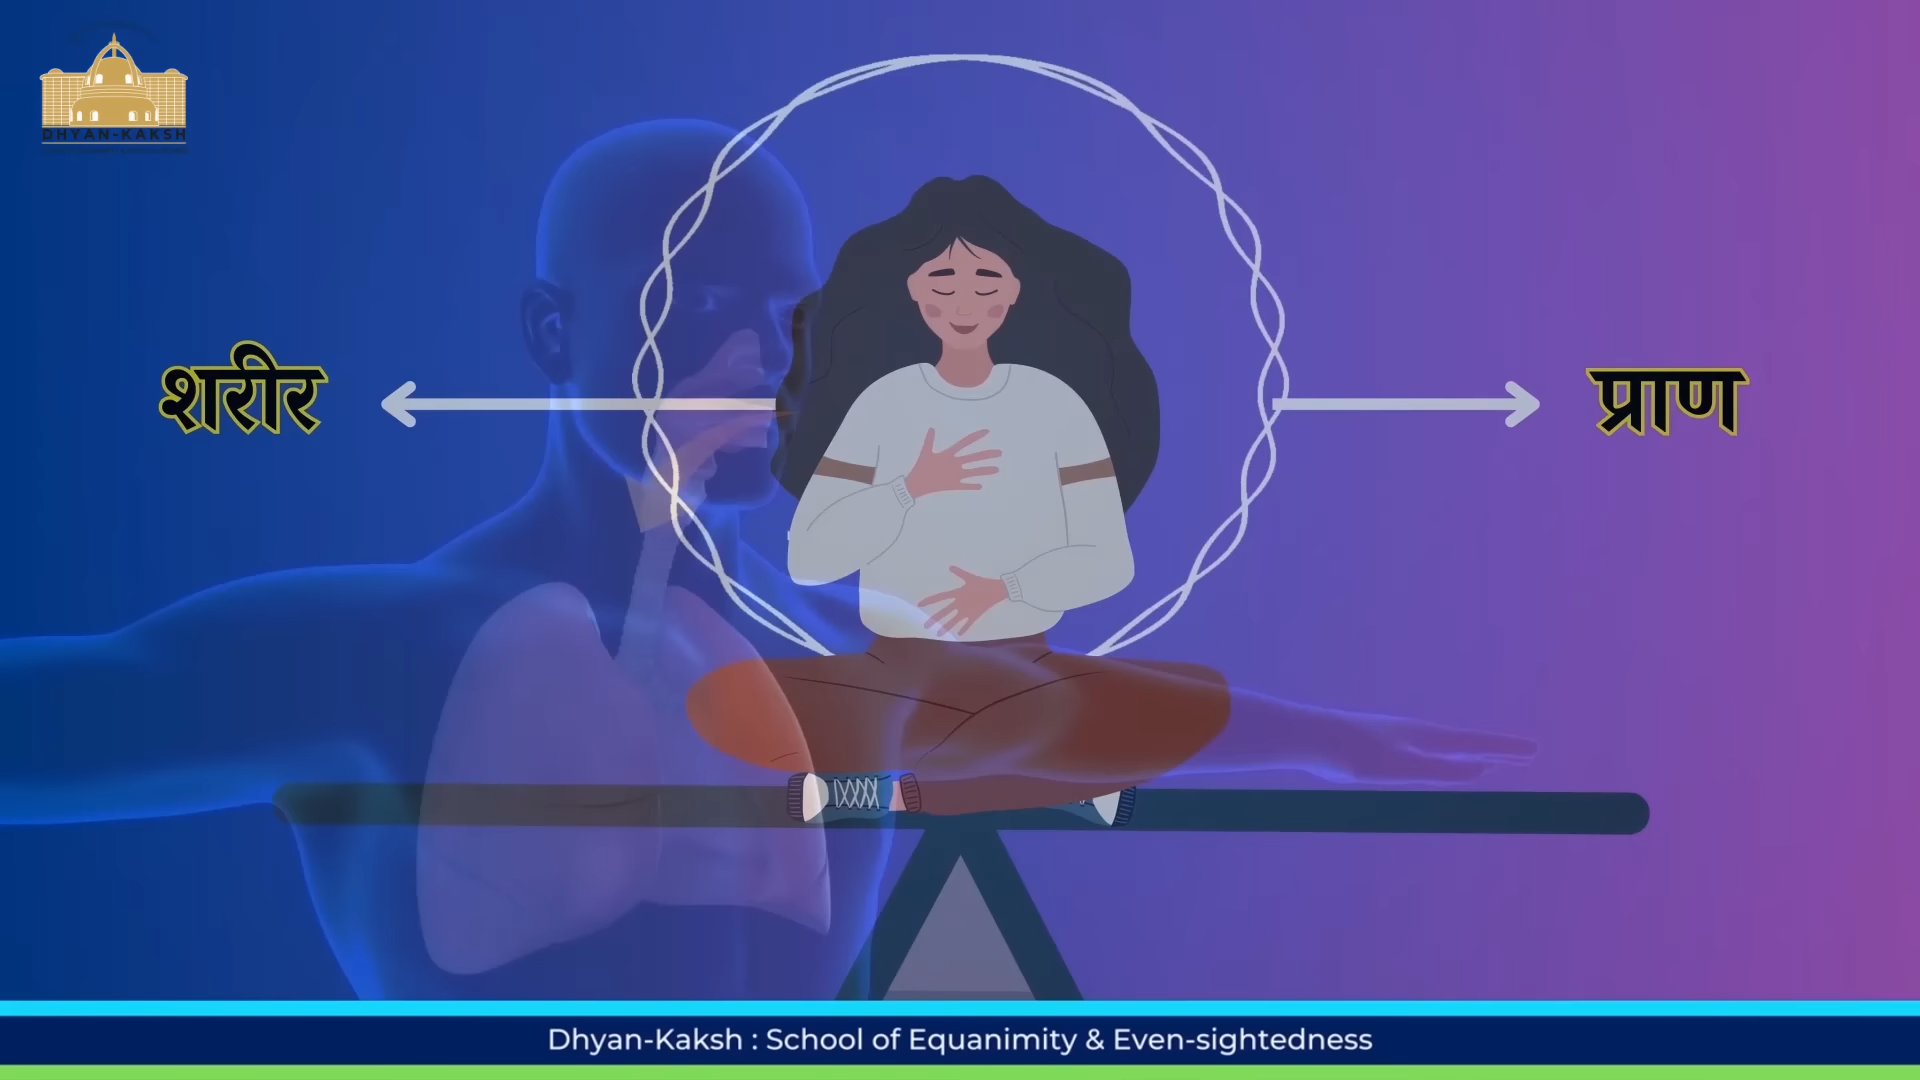 DHYAN-KAKSH
शरीर
प्राण
Dhyan-Kaksh : School of Equanimity & Even-sightedness